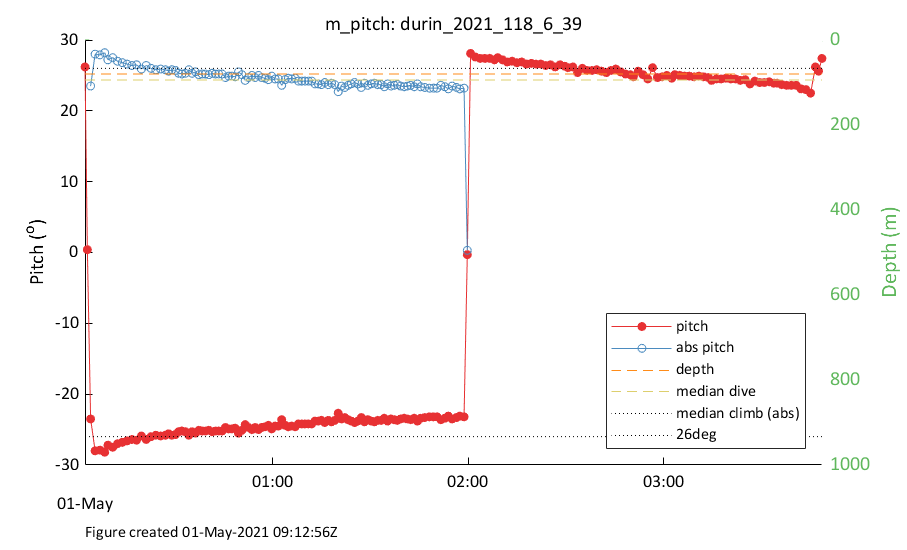 m_pitch: durin_2021_118_6_39
30
20
10
0
-10
-20
-30
Pitch (°)
0
200
400
600
800
1000
Depth (m)
pitch
abs pitch
depth
median dive
median climb (abs)
26deg
01:00
02:00
03:00
01-May
Figure created 01-May-2021 09:12:56Z